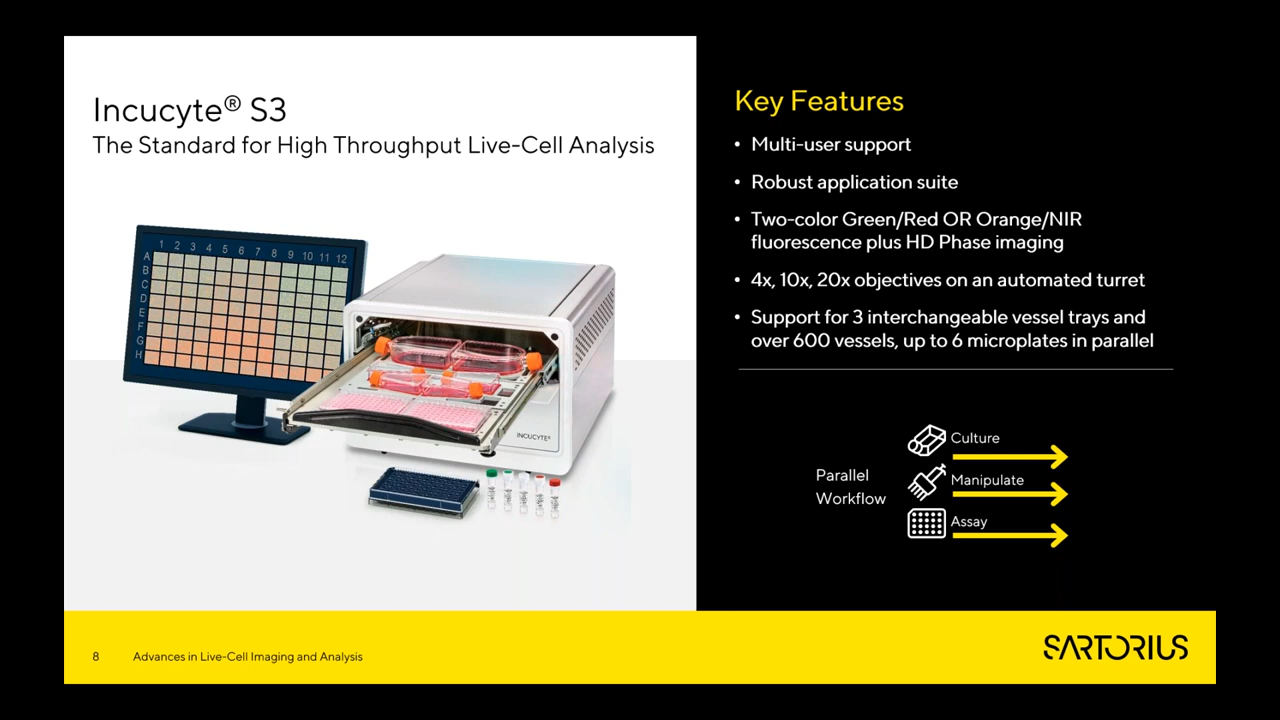 Incucyte® S3
The Standard for High Throughput Live-Cell Analysis
1 2 3 4 5 6 7 8 9 10 11 12
A
B
C
D
E
F
G
H
INCUCYTE®
Key Features
• Multi-user support
• Robust application suite
• Two-color Green/Red OR Orange/NIR
fluorescence plus HD Phase imaging
• 4x, 10x, 20x objectives on an automated turret
• Support for 3 interchangeable vessel trays and
over 600 vessels, up to 6 microplates in parallel
Parallel
Workflow
Culture
Manipulate
Assay
8 Advances in Live-Cell Imaging and Analysis
SARTORIUS